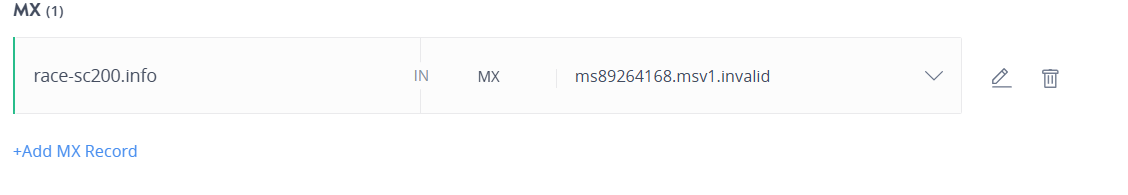 MX (1)
race-sc200.info IN MX ms89264168.msv1.invalid
+Add MX Record